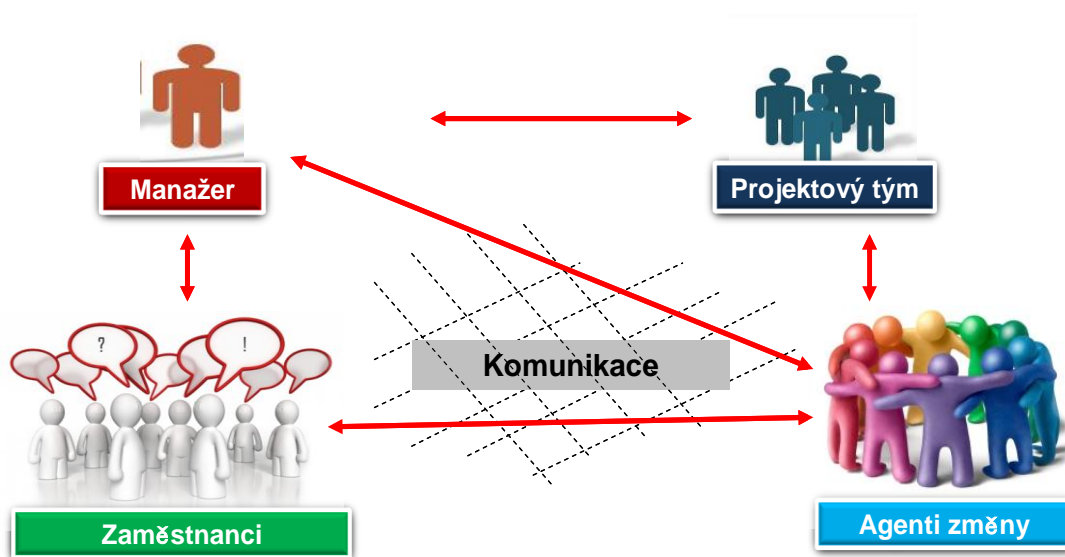 Manažer
Projektový tým
?
!
Komunikace
Zaměstnanci
Agenti změny